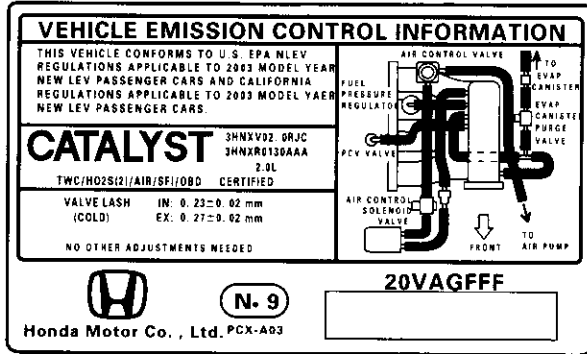 VEHICLE EMISSION CONTROL INFORMATION
THIS VEHICLE CONFORMS TO U.S. EPA NLEV
REGULATIONS APPLICABLE TO 2003 MODEL YEAR
NEW LEV PASSENGER CARS AND CALIFORNIA
REGULATIONS APPLICABLE TO 2003 MODEL YAER
NEW LEV PASSENGER CARS.
CATALYST
3HNXV02.0RJC
3HNXR0130AAA
2.0L
TWC/HO2S(2)/AIR/SFI/OBD CERTIFIED
VALVE LASH IN: 0.23±0.02 mm
(COLD) EX: 0.27±0.02 mm
NO OTHER ADJUSTMENTS NEEDED
AIR CONTROL VALVE
TO
EVAP
CANISTER
FUEL
PRESSURE
REGULATOR
EVAP
CANISTER
PURGE
VALVE
PCV VALVE
AIR CONTROL
SOLENOID
VALVE
FRONT
TO
AIR PUMP
Honda Motor Co., Ltd.
N. 9
PCX-A03
20VAGFFF